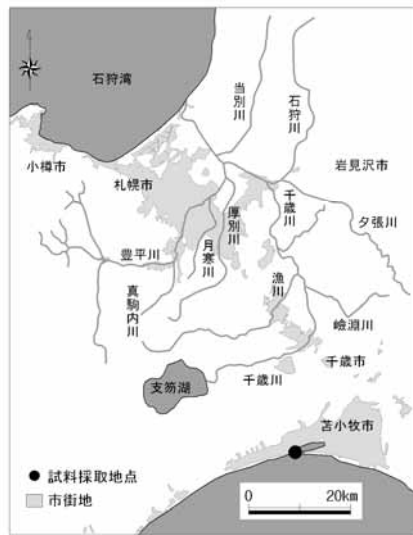 石狩湾
当別川
石狩川
小樽市
札幌市
岩見沢市
厚別川
千歳川
夕張川
月寒川
豊平川
漁川
真駒内川
嶮淵川
千歳市
支笏湖
千歳川
苫小牧市
試料採取地点
市街地
0 20km